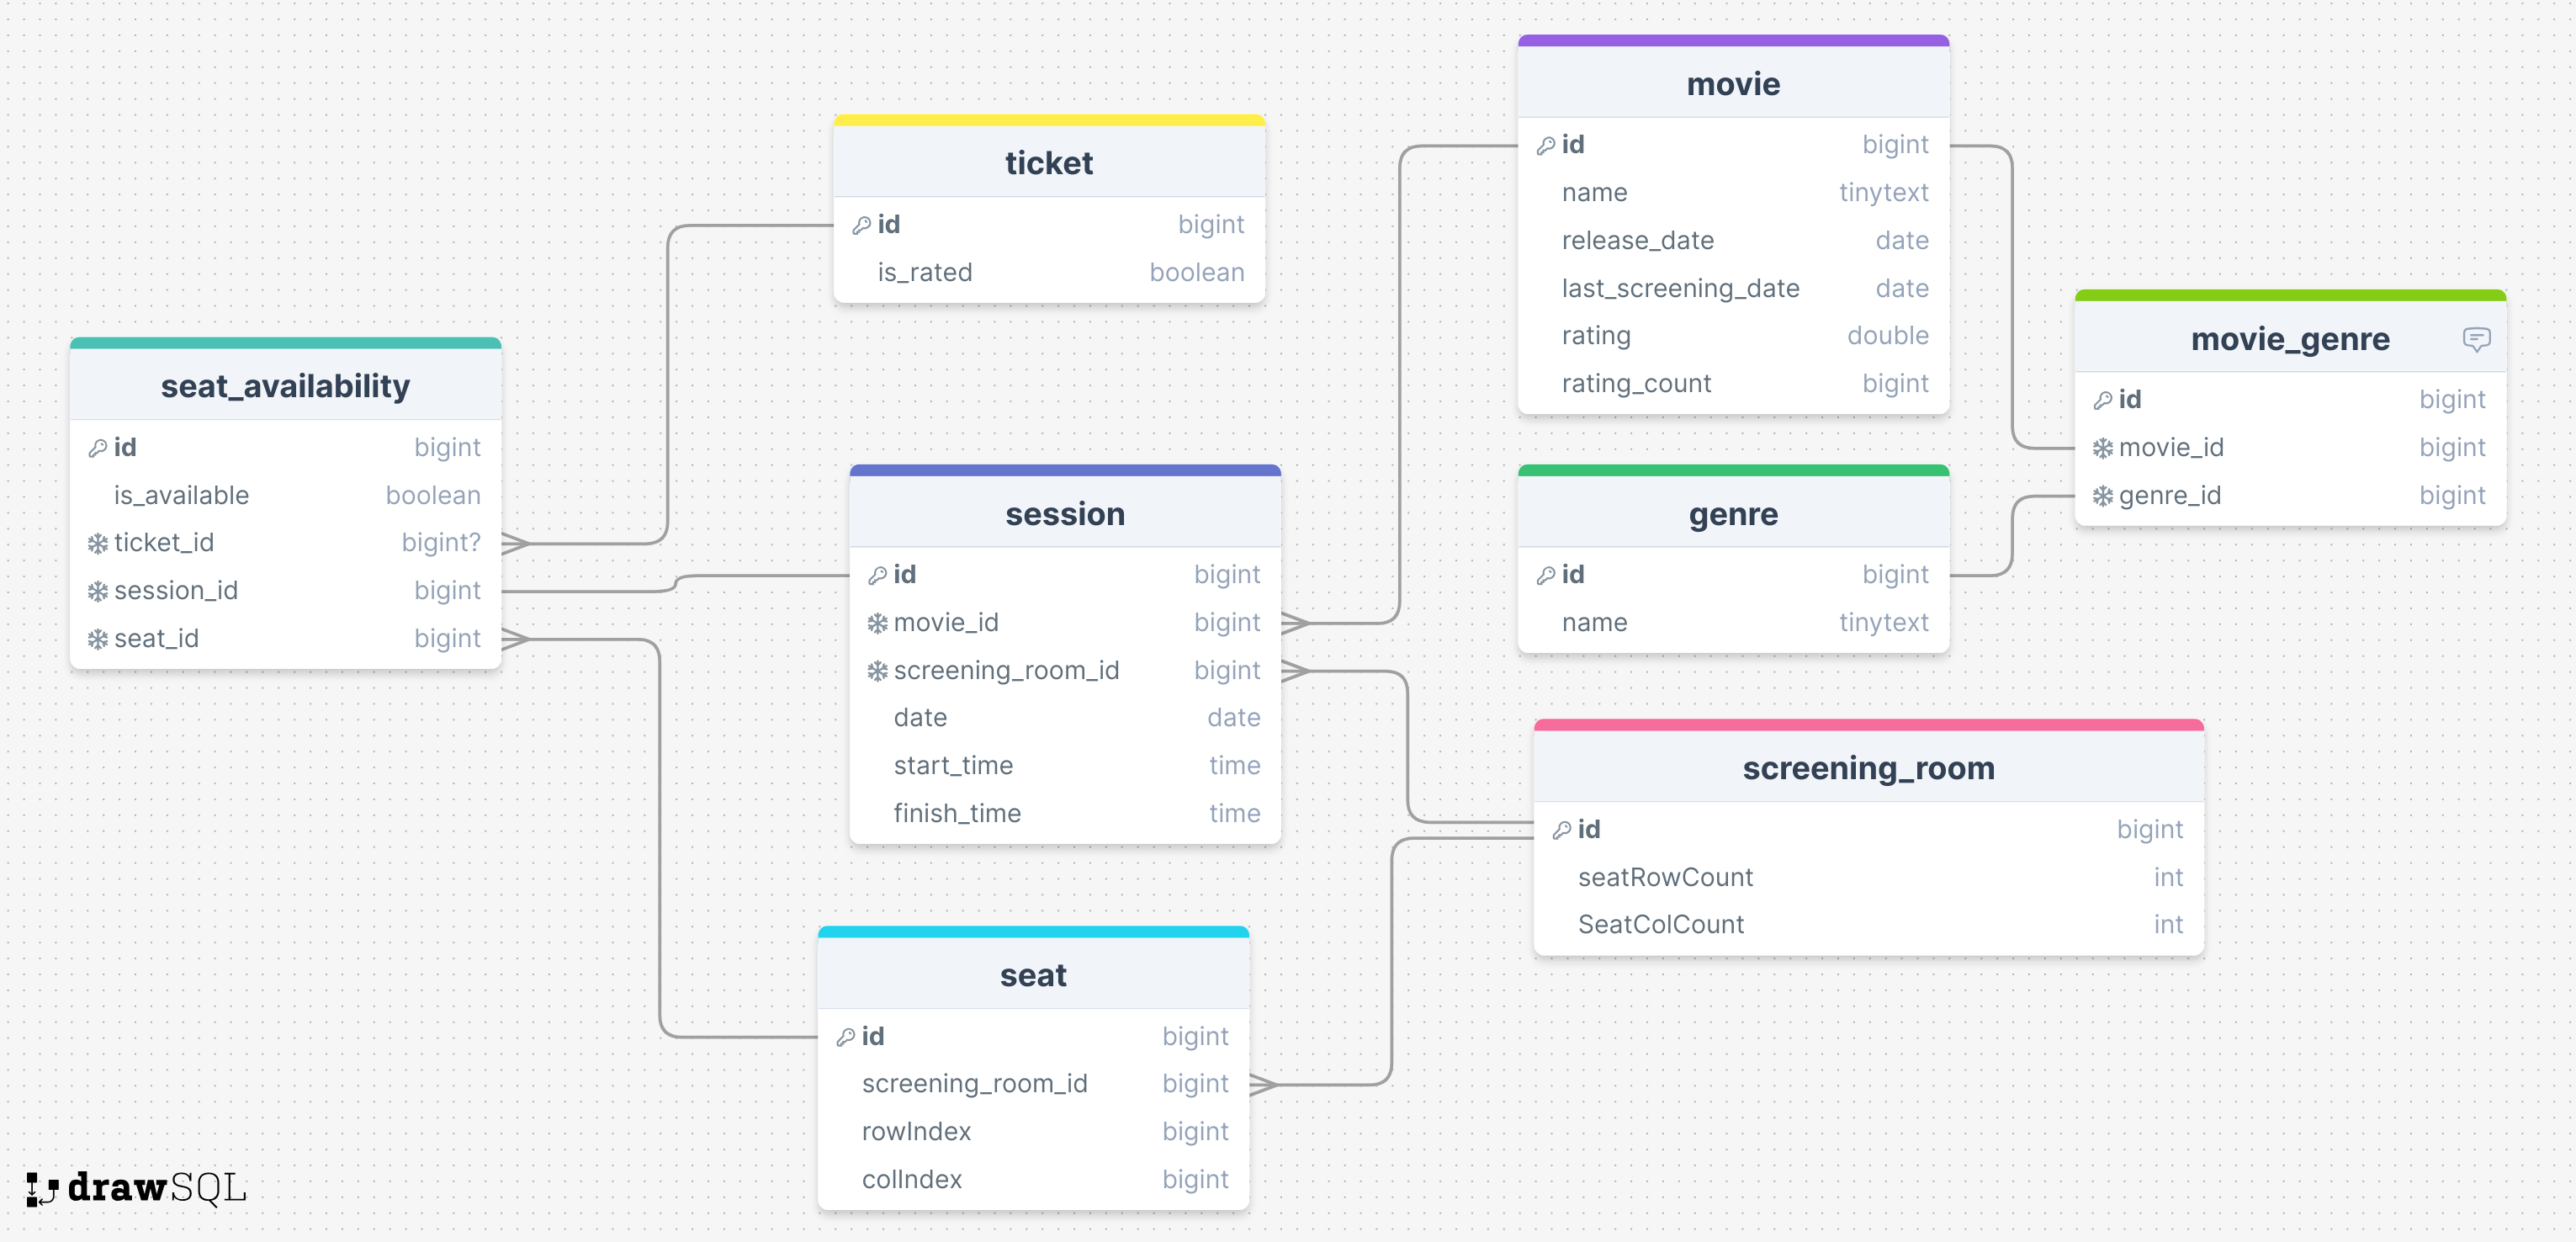 movie
id bigint
name tinytext
release_date date
last_screening_date date
rating double
rating_count bigint
ticket
id bigint
is_rated boolean
movie_genre
id bigint
movie_id bigint
genre_id bigint
seat_availability
id bigint
is_available boolean
ticket_id bigint?
session_id bigint
seat_id bigint
session
id bigint
movie_id bigint
screening_room_id bigint
date date
start_time time
finish_time time
genre
id bigint
name tinytext
screening_room
id bigint
seatRowCount int
SeatColCount int
seat
id bigint
screening_room_id bigint
rowIndex bigint
colIndex bigint
drawSQL